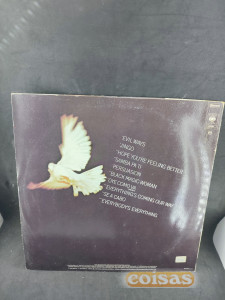 EVIL WAYS
JINGO
HOPE YOU'RE FEELING BETTER
SAMBA PA TI
PERSUASION
BLACK MAGIC WOMAN
OYE COMO VA
EVERYTHING'S COMING OUR WAY
SE A CABO
EVERYBODY'S EVERYTHING
coisas